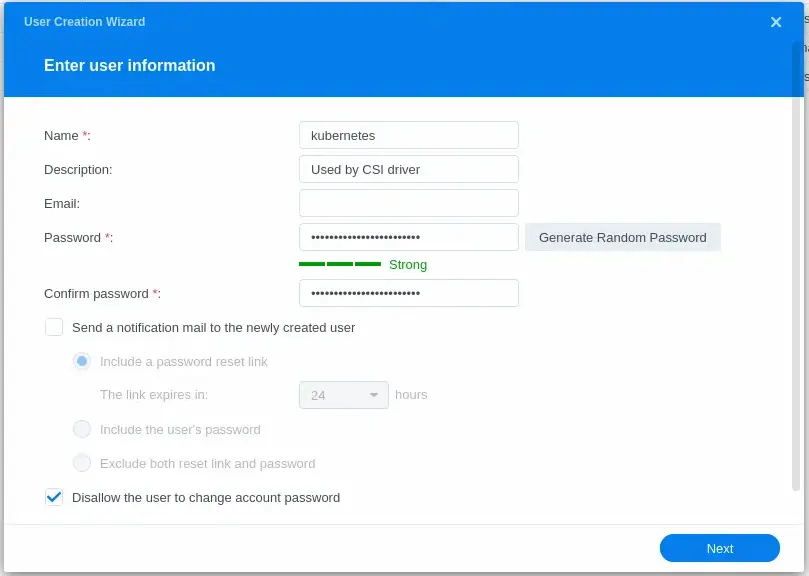 User Creation Wizard
Enter user information
Name *: kubernetes
Description: Used by CSI driver
Email:
Password *: •••••••••••••••••••••••• Generate Random Password
Strong
Confirm password *: ••••••••••••••••••••••••
Send a notification mail to the newly created user
Include a password reset link
The link expires in: 24 hours
Include the user's password
Exclude both reset link and password
Disallow the user to change account password
Next